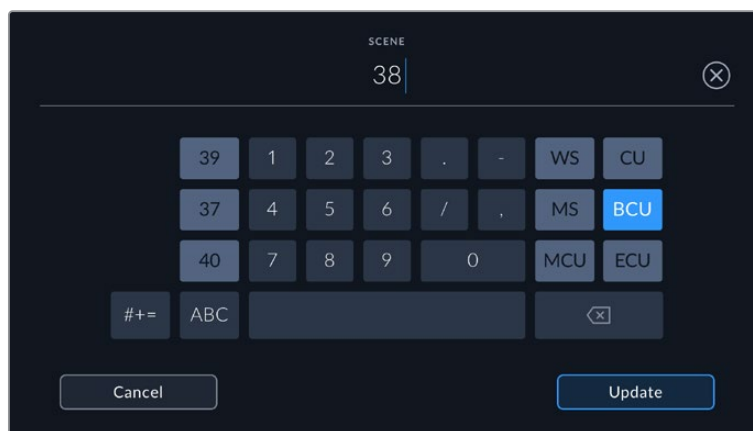 SCENE
38
39 1 2 3 . - WS CU
37 4 5 6 / , MS BCU
40 7 8 9 0 MCU ECU
#+= ABC
Cancel Update